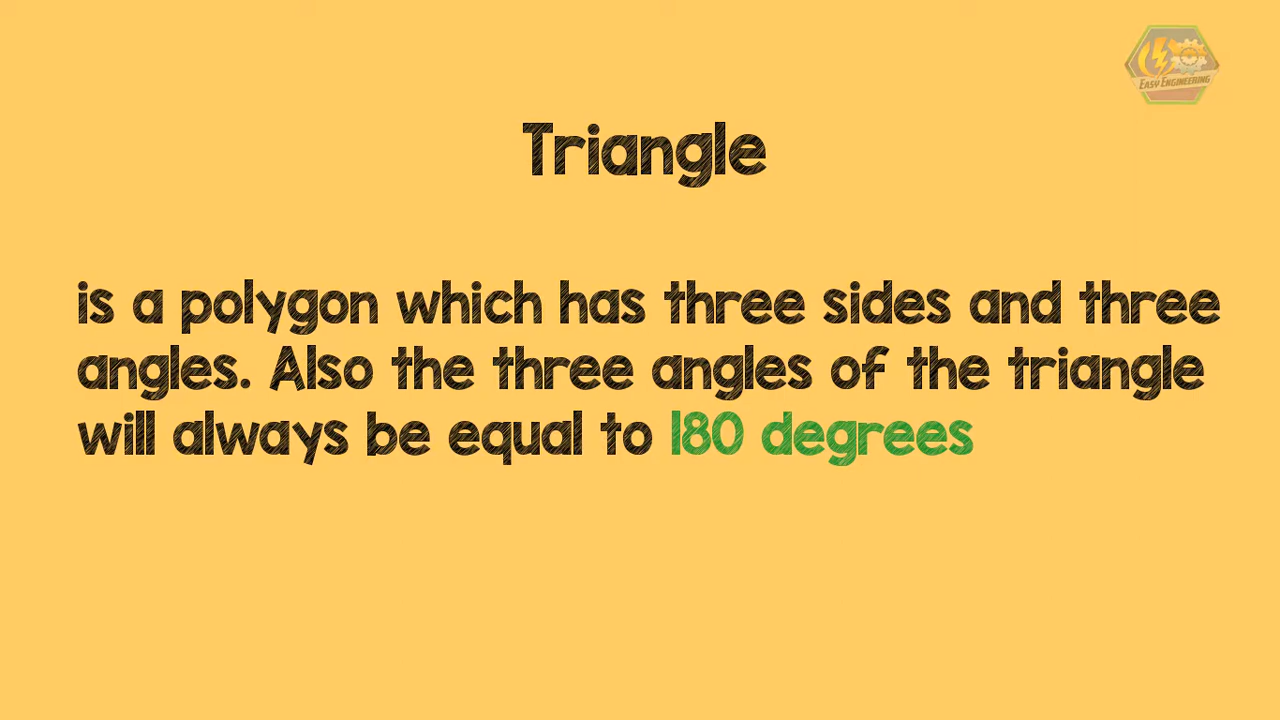 EASY ENGINEERING
Triangle
is a polygon which has three sides and three
angles. Also the three angles of the triangle
will always be equal to 180 degrees